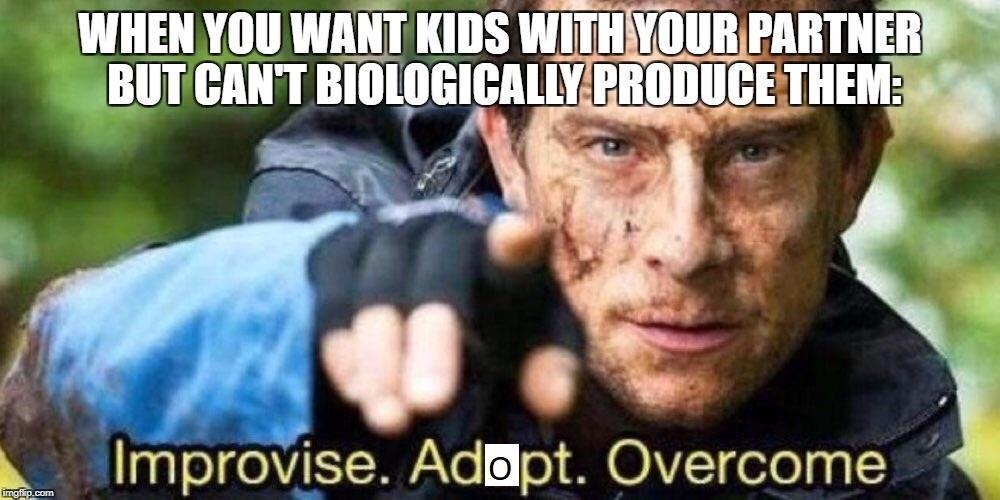 WHEN YOU WANT KIDS WITH YOUR PARTNER
BUT CAN'T BIOLOGICALLY PRODUCE THEM:
Improvise. Adopt. Overcome
imgflip.com